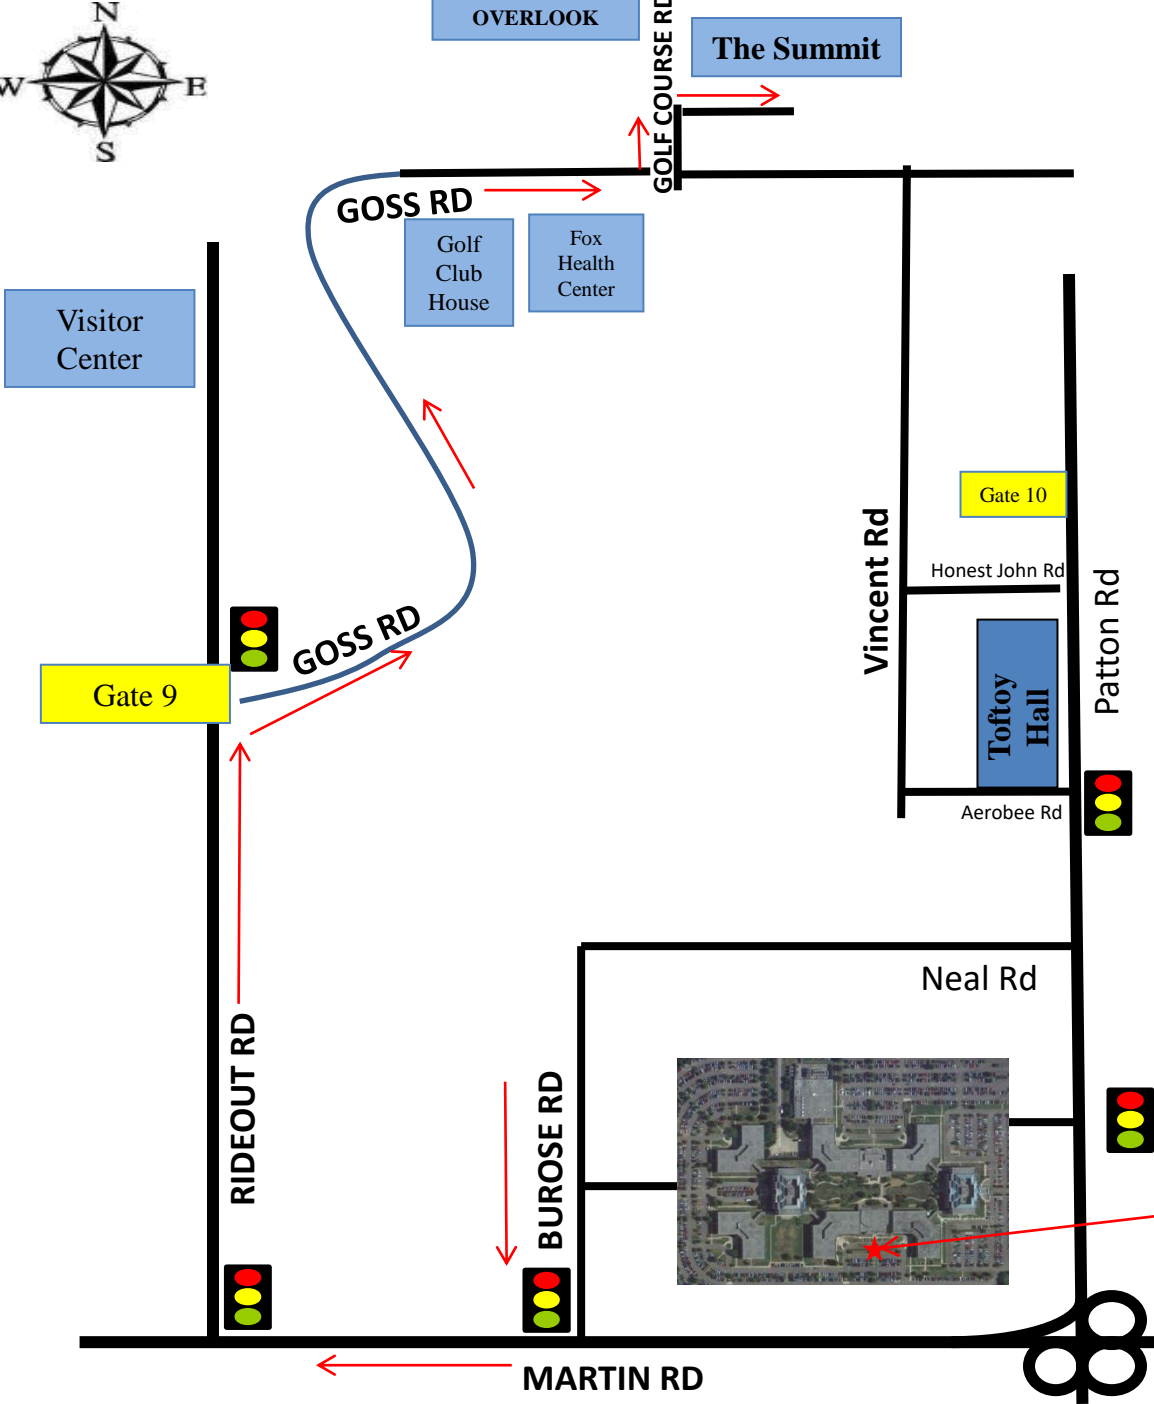 N
W
E
S
OVERLOOK
GOLF COURSE RD
The Summit
GOSS RD
Golf
Club
House
Fox
Health
Center
Visitor
Center
Gate 10
Vincent Rd
Honest John Rd
Patton Rd
GOSS RD
Toftoy
Hall
Gate 9
Aerobee Rd
Neal Rd
RIDEOUT RD
BUROSE RD
MARTIN RD